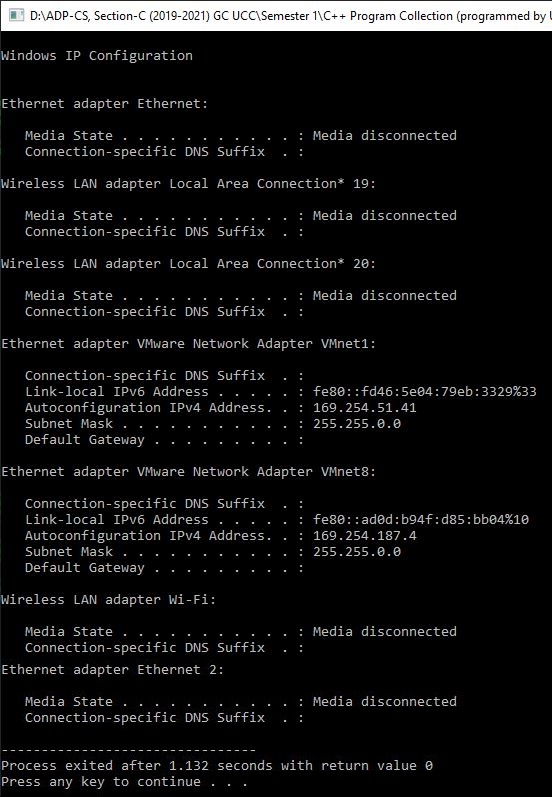 D:\ADP-CS, Section-C (2019-2021) GC UCC\Semester 1\C++ Program Collection (programmed by
Windows IP Configuration
Ethernet adapter Ethernet:
Media State . . . . . . . . . . . : Media disconnected
Connection-specific DNS Suffix . :
Wireless LAN adapter Local Area Connection* 19:
Media State . . . . . . . . . . . : Media disconnected
Connection-specific DNS Suffix . :
Wireless LAN adapter Local Area Connection* 20:
Media State . . . . . . . . . . . : Media disconnected
Connection-specific DNS Suffix . :
Ethernet adapter VMware Network Adapter VMnet1:
Connection-specific DNS Suffix . :
Link-local IPv6 Address . . . . . : fe80::fd46:5e04:79eb:3329%33
Autoconfiguration IPv4 Address. . : 169.254.51.41
Subnet Mask . . . . . . . . . . . : 255.255.0.0
Default Gateway . . . . . . . . . :
Ethernet adapter VMware Network Adapter VMnet8:
Connection-specific DNS Suffix . :
Link-local IPv6 Address . . . . . : fe80::ad0d:b94f:d85:bb04%10
Autoconfiguration IPv4 Address. . : 169.254.187.4
Subnet Mask . . . . . . . . . . . : 255.255.0.0
Default Gateway . . . . . . . . . :
Wireless LAN adapter Wi-Fi:
Media State . . . . . . . . . . . : Media disconnected
Connection-specific DNS Suffix . :
Ethernet adapter Ethernet 2:
Media State . . . . . . . . . . . : Media disconnected
Connection-specific DNS Suffix . :
--------------------------------
Process exited after 1.132 seconds with return value 0
Press any key to continue . . .